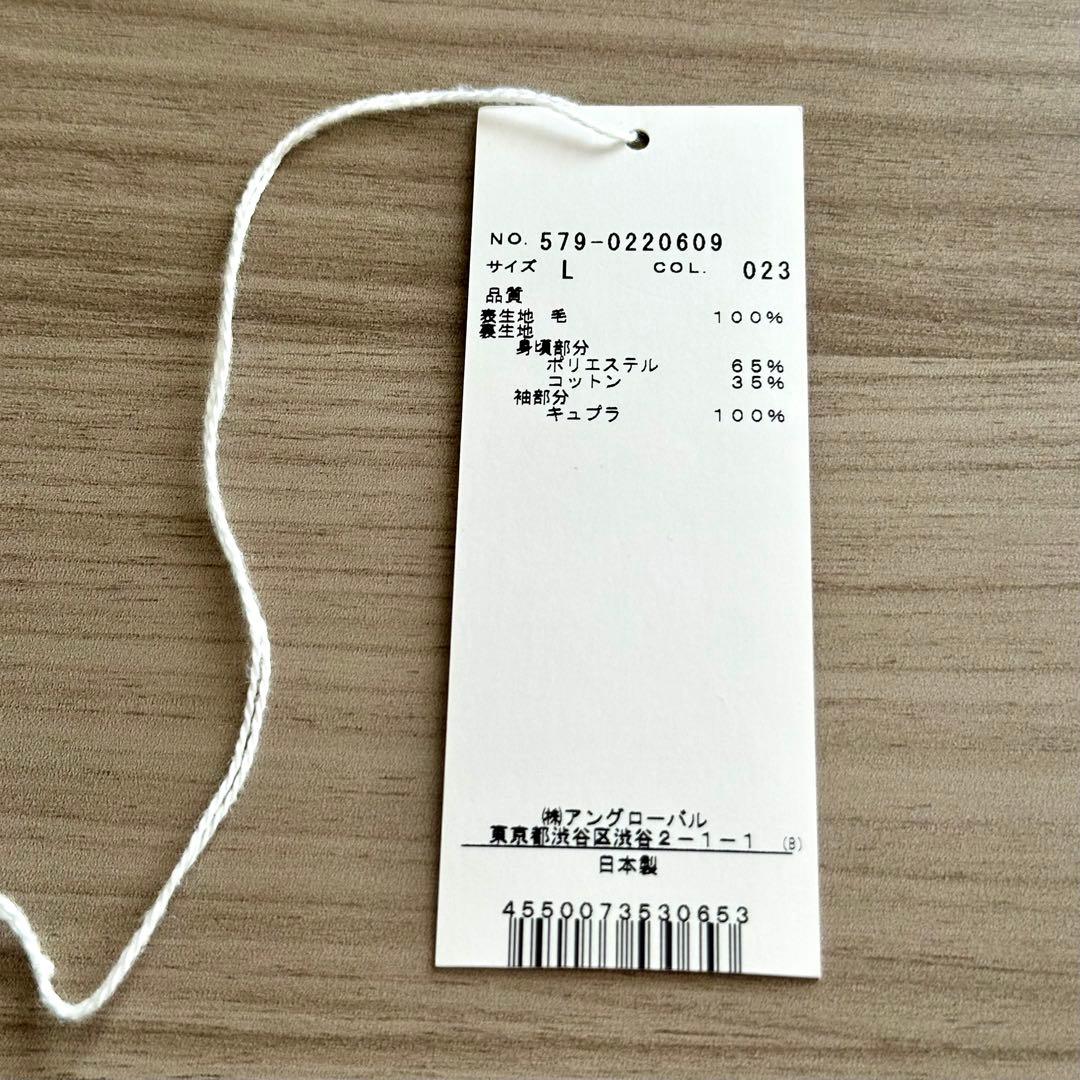 NO. 579-0220609
サイズ L COL. 023
品質
表生地 毛 100%
裏生地
身頃部分
ポリエステル 65%
コットン 35%
袖部分
キュプラ 100%
㈱アングローバル
東京都渋谷区渋谷2-1-1 (B)
日本製
4550073530653